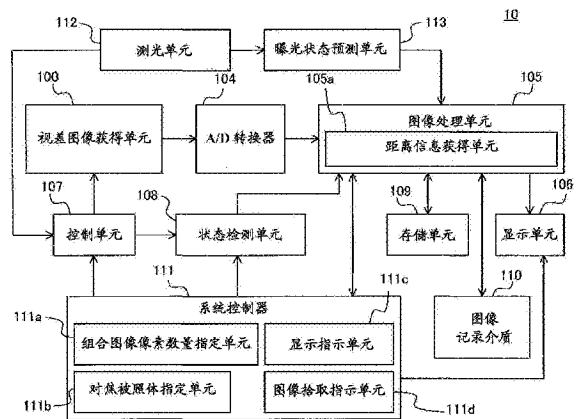 10
112
测光单元
曝光状态预测单元
113
100
视差图像获得单元
104
A/D 转换器
105a
105
图像处理单元
距离信息获得单元
107
控制单元
108
状态检测单元
109
存储单元
106
显示单元
110
图像
记录介质
111
系统控制器
111a
组合图像像素数量指定单元
111c
显示指示单元
111b
对焦被照体指定单元
图像拾取指示单元
111d